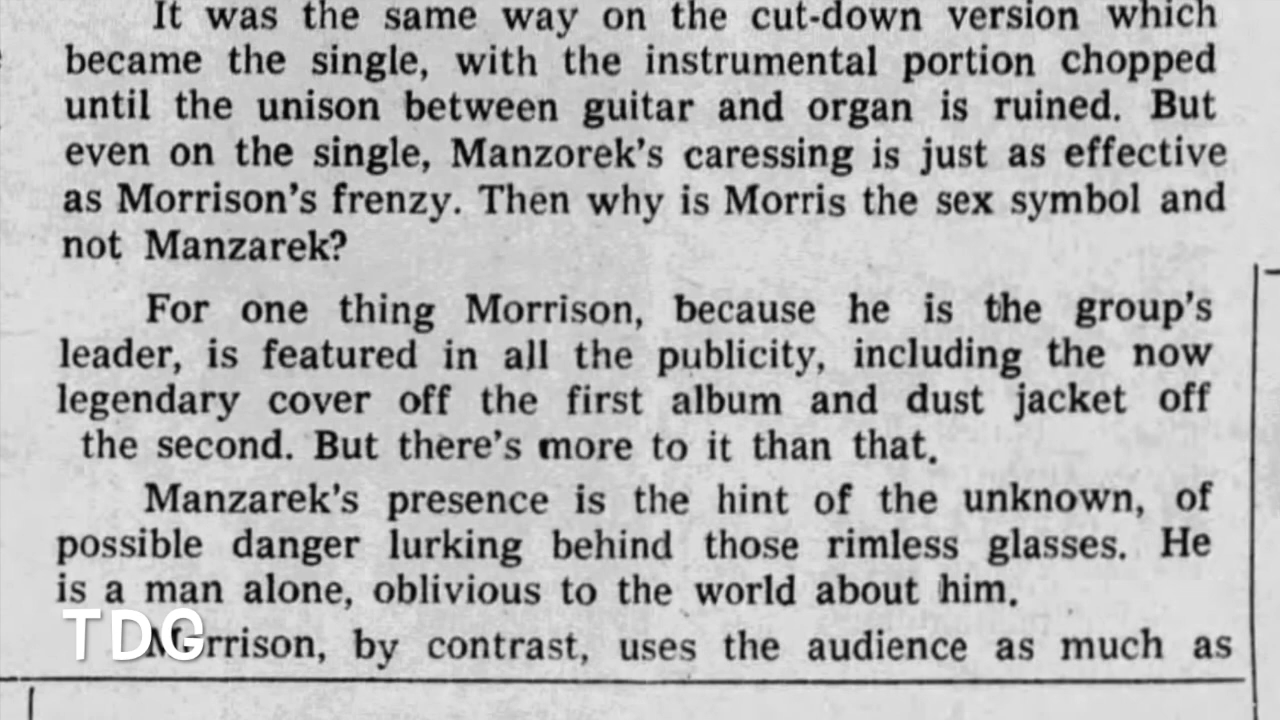 It was the same way on the cut-down version which
became the single, with the instrumental portion chopped
until the unison between guitar and organ is ruined. But
even on the single, Manzorek's caressing is just as effective
as Morrison's frenzy. Then why is Morris the sex symbol and
not Manzarek?
For one thing Morrison, because he is the group's
leader, is featured in all the publicity, including the now
legendary cover off the first album and dust jacket off
the second. But there's more to it than that.
Manzarek's presence is the hint of the unknown, of
possible danger lurking behind those rimless glasses. He
is a man alone, oblivious to the world about him.
Morrison, by contrast, uses the audience as much as
TDG